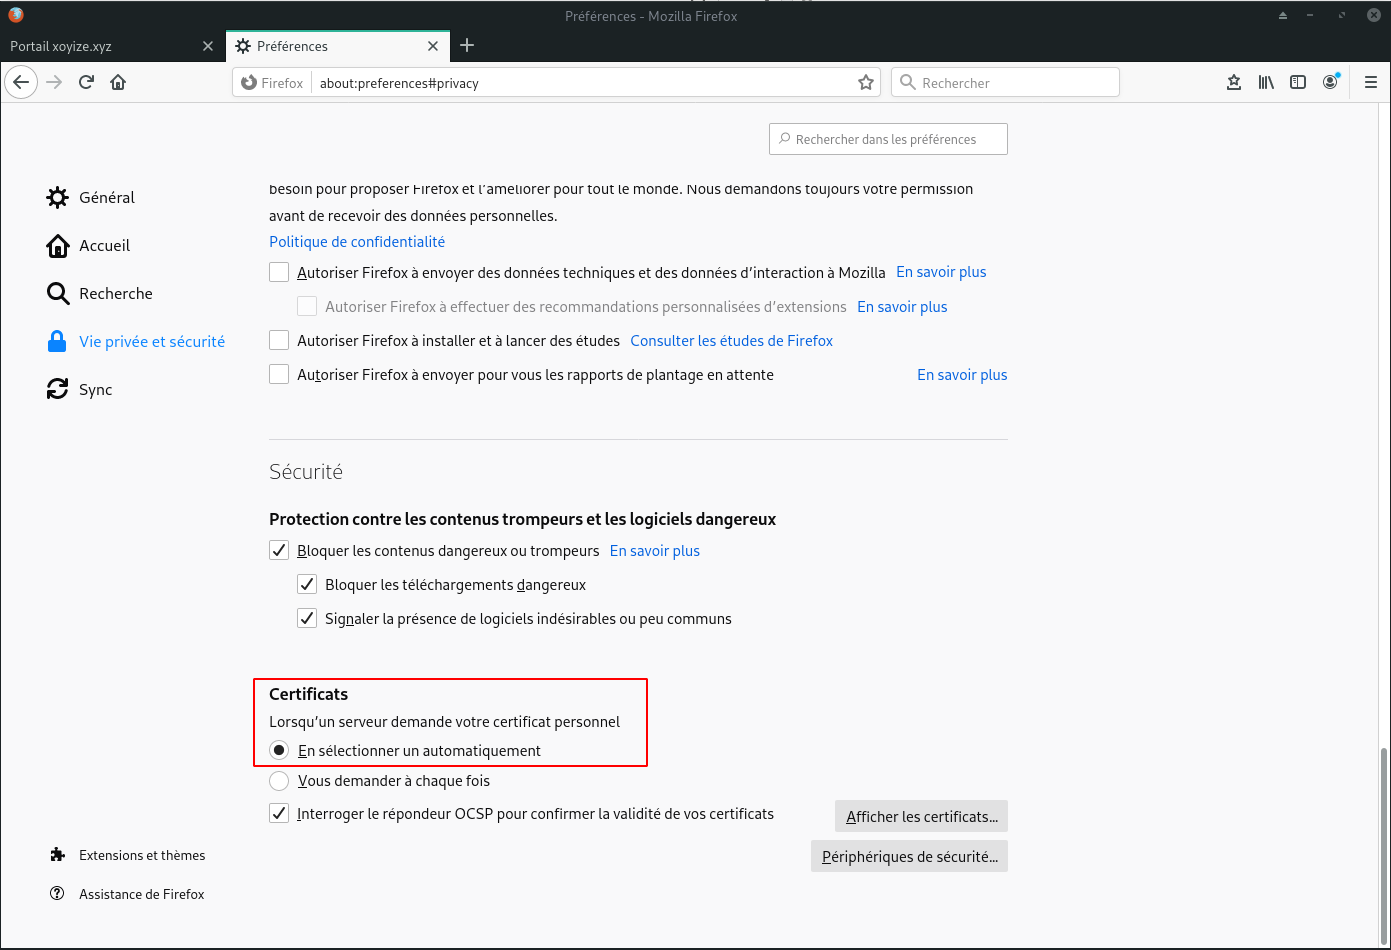 Préférences - Mozilla Firefox
Portail xoyize.xyz
Préférences
Firefox
about:preferences#privacy
Rechercher
Rechercher dans les préférences
Général
Accueil
Recherche
Vie privée et sécurité
Sync
besoin pour proposer Firefox et l’améliorer pour tout le monde. Nous demandons toujours votre permission
avant de recevoir des données personnelles.
Politique de confidentialité
Autoriser Firefox à envoyer des données techniques et des données d’interaction à Mozilla En savoir plus
Autoriser Firefox à effectuer des recommandations personnalisées d’extensions En savoir plus
Autoriser Firefox à installer et à lancer des études Consulter les études de Firefox
Autoriser Firefox à envoyer pour vous les rapports de plantage en attente En savoir plus
Sécurité
Protection contre les contenus trompeurs et les logiciels dangereux
Bloquer les contenus dangereux ou trompeurs En savoir plus
Bloquer les téléchargements dangereux
Signaler la présence de logiciels indésirables ou peu communs
Certificats
Lorsqu’un serveur demande votre certificat personnel
En sélectionner un automatiquement
Vous demander à chaque fois
Interroger le répondeur OCSP pour confirmer la validité de vos certificats
Afficher les certificats…
Périphériques de sécurité…
Extensions et thèmes
Assistance de Firefox